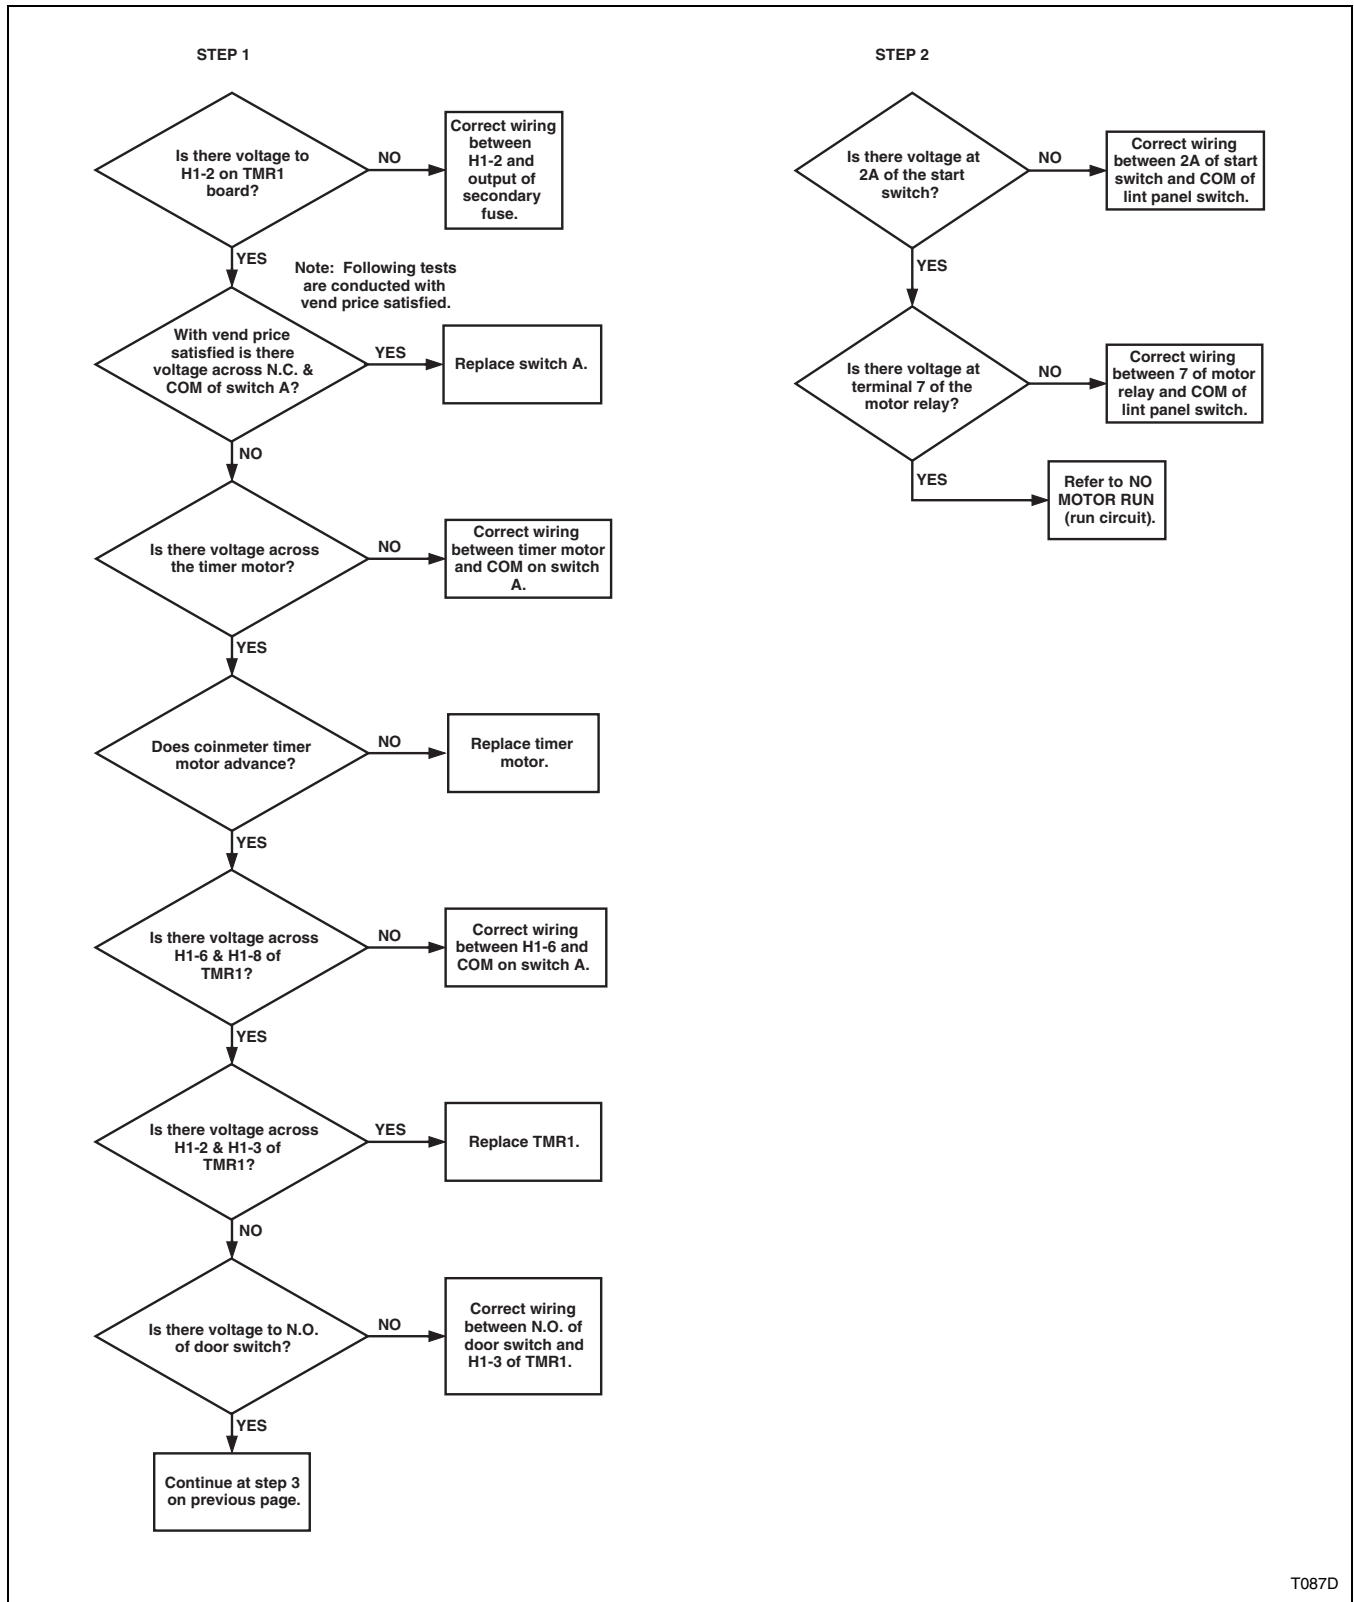 STEP 1
Is there voltage to
H1-2 on TMR1
board?
NO
Correct wiring
between
H1-2 and
output of
secondary
fuse.
YES
Note: Following tests
are conducted with
vend price satisfied.
With vend price
satisfied is there
voltage across N.C. &
COM of switch A?
YES
Replace switch A.
NO
Is there voltage across
the timer motor?
NO
Correct wiring
between timer motor
and COM on switch
A.
YES
Does coinmeter timer
motor advance?
NO
Replace timer
motor.
YES
Is there voltage across
H1-6 & H1-8 of
TMR1?
NO
Correct wiring
between H1-6 and
COM on switch A.
YES
Is there voltage across
H1-2 & H1-3 of
TMR1?
YES
Replace TMR1.
NO
Is there voltage to N.O.
of door switch?
NO
Correct wiring
between N.O. of
door switch and
H1-3 of TMR1.
YES
Continue at step 3
on previous page.
STEP 2
Is there voltage at
2A of the start
switch?
NO
Correct wiring
between 2A of start
switch and COM of
lint panel switch.
YES
Is there voltage at
terminal 7 of the
motor relay?
NO
Correct wiring
between 7 of motor
relay and COM of
lint panel switch.
YES
Refer to NO
MOTOR RUN
(run circuit).
T087D